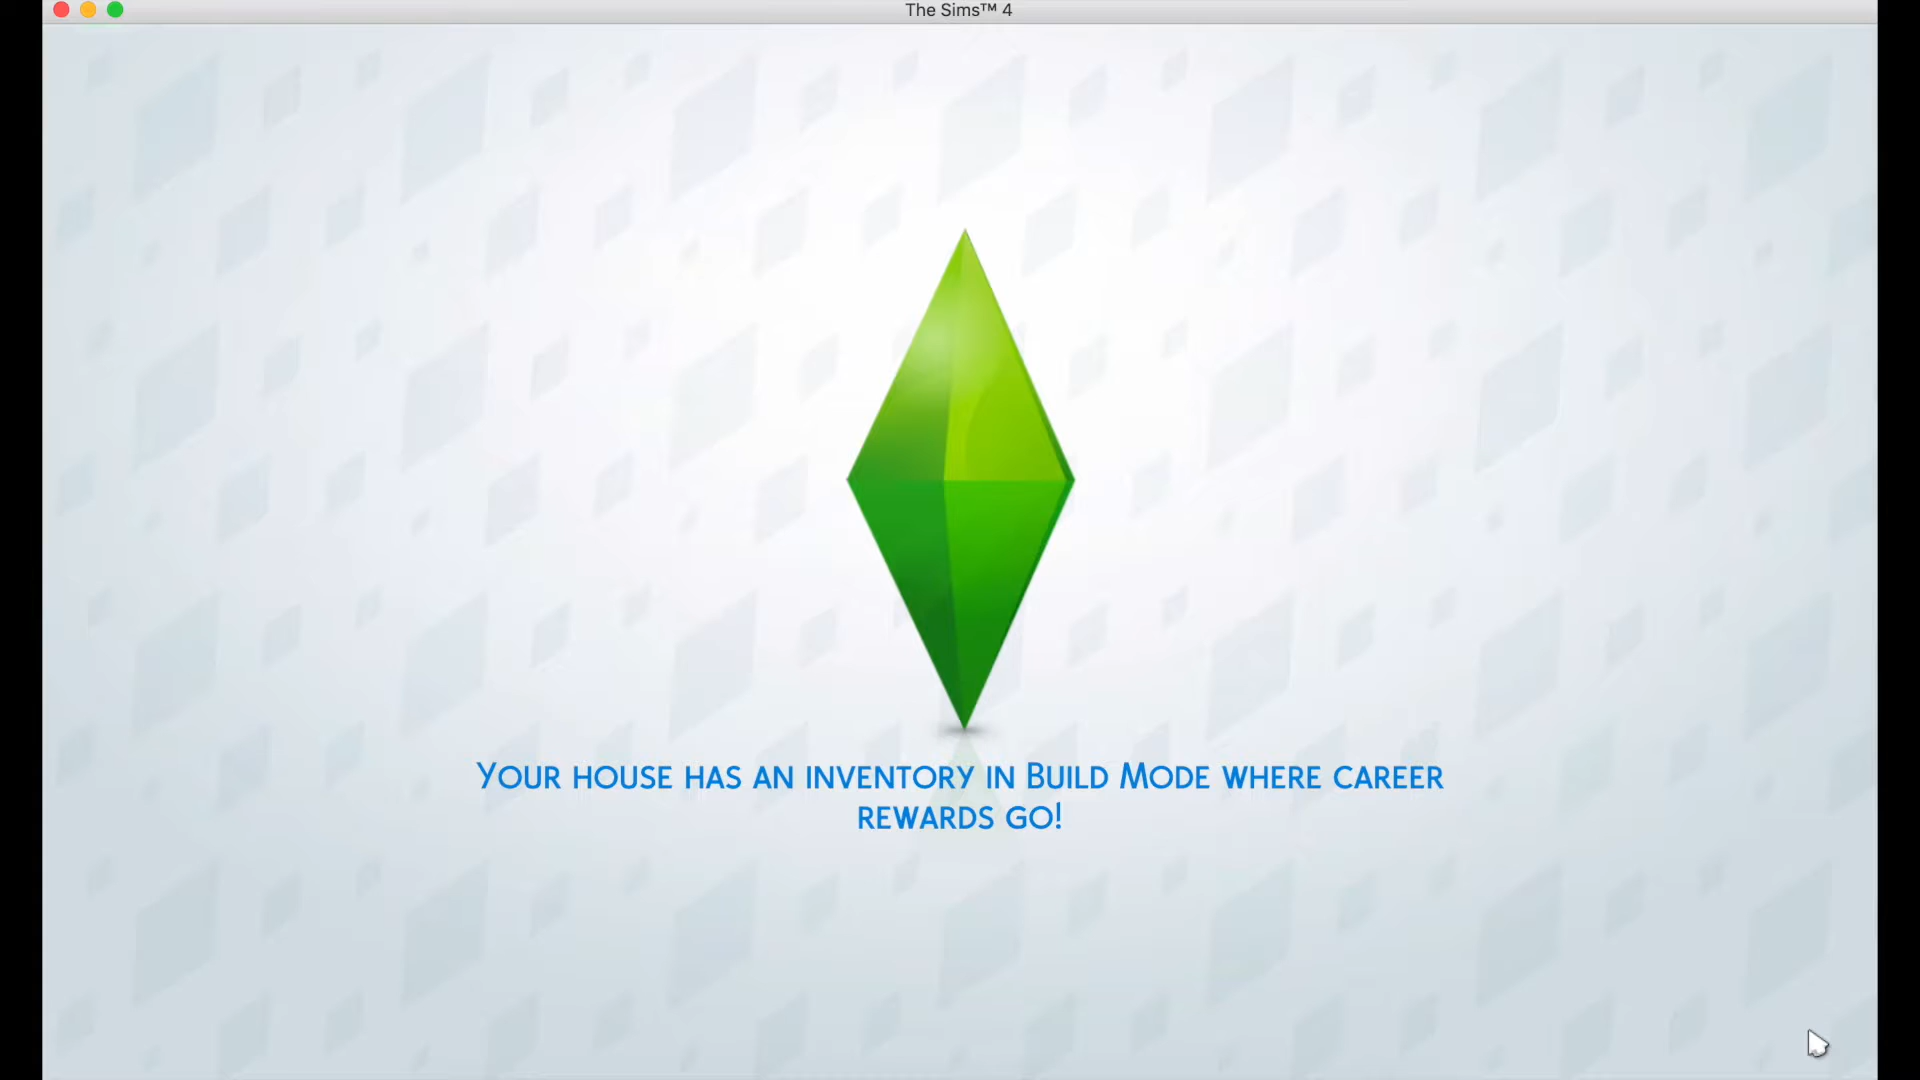 The Sims™ 4
Your house has an inventory in Build Mode where career
rewards go!